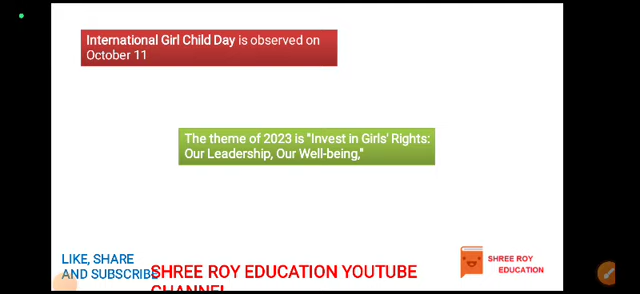 International Girl Child Day is observed on
October 11
The theme of 2023 is "Invest in Girls' Rights:
Our Leadership, Our Well-being,"
LIKE, SHARE
AND SUBSCRIBE
SHREE ROY EDUCATION YOUTUBE
CHANNEL
SHREE ROY
EDUCATION